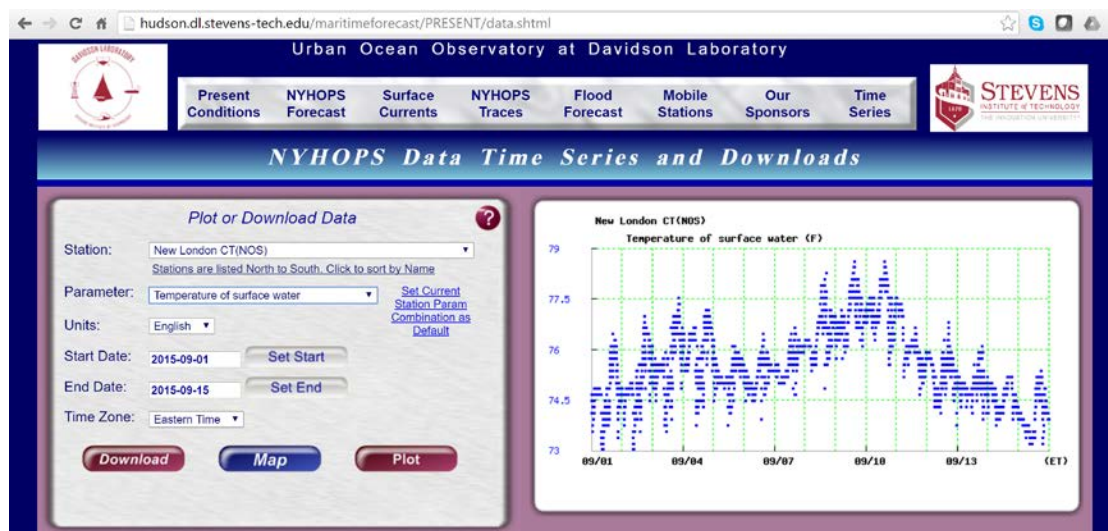 hudson.dl.stevens-tech.edu/maritimeforecast/PRESENT/data.shtml
Urban Ocean Observatory at Davidson Laboratory
Present Conditions
NYHOPS Forecast
Surface Currents
NYHOPS Traces
Flood Forecast
Mobile Stations
Our Sponsors
Time Series
1870
STEVENS
INSTITUTE of TECHNOLOGY
THE INNOVATION UNIVERSITY
NYHOPS Data Time Series and Downloads
Plot or Download Data
?
Station:
New London CT(NOS)
Stations are listed North to South. Click to sort by Name
Parameter:
Temperature of surface water
Set Current
Station Param
Combination as
Default
Units:
English
Start Date:
2015-09-01
Set Start
End Date:
2015-09-15
Set End
Time Zone:
Eastern Time
Download
Map
Plot
New London CT(NOS)
Temperature of surface water (F)
79
77.5
76
74.5
73
09/01
09/04
09/07
09/10
09/13
(ET)